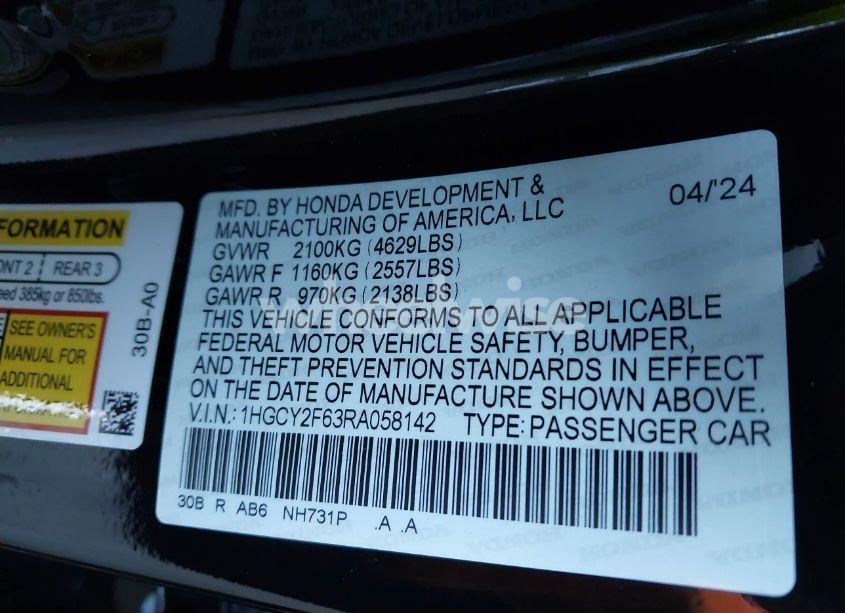 FORMATION
ONT 2 REAR 3
eed 385kg or 850lbs.
SEE OWNER'S
MANUAL FOR
ADDITIONAL
30B-A0
MFD. BY HONDA DEVELOPMENT &
MANUFACTURING OF AMERICA, LLC
04/'24
GVWR 2100KG (4629LBS)
GAWR F 1160KG (2557LBS)
GAWR R 970KG (2138LBS)
THIS VEHICLE CONFORMS TO ALL APPLICABLE
FEDERAL MOTOR VEHICLE SAFETY, BUMPER,
AND THEFT PREVENTION STANDARDS IN EFFECT
ON THE DATE OF MANUFACTURE SHOWN ABOVE.
V.I.N.: 1HGCY2F63RA058142 TYPE: PASSENGER CAR
30B R AB6 NH731P .A .A